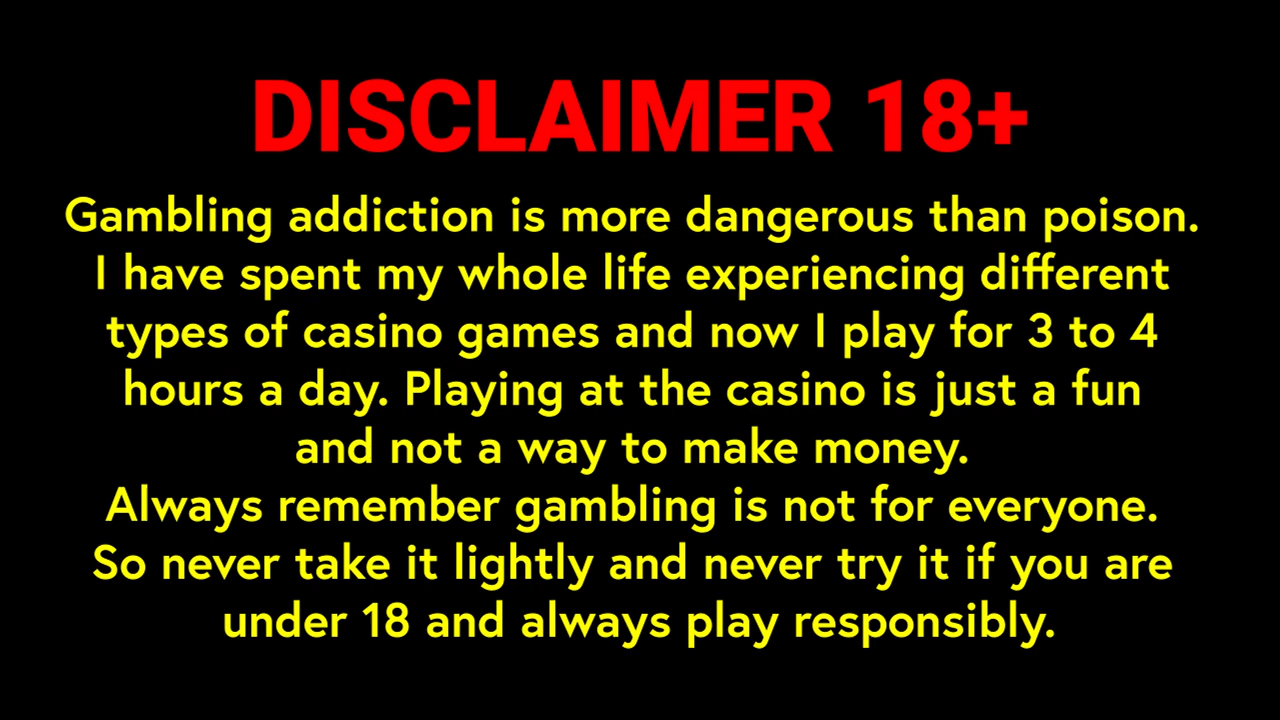 DISCLAIMER 18+
Gambling addiction is more dangerous than poison.
I have spent my whole life experiencing different
types of casino games and now I play for 3 to 4
hours a day. Playing at the casino is just a fun
and not a way to make money.
Always remember gambling is not for everyone.
So never take it lightly and never try it if you are
under 18 and always play responsibly.